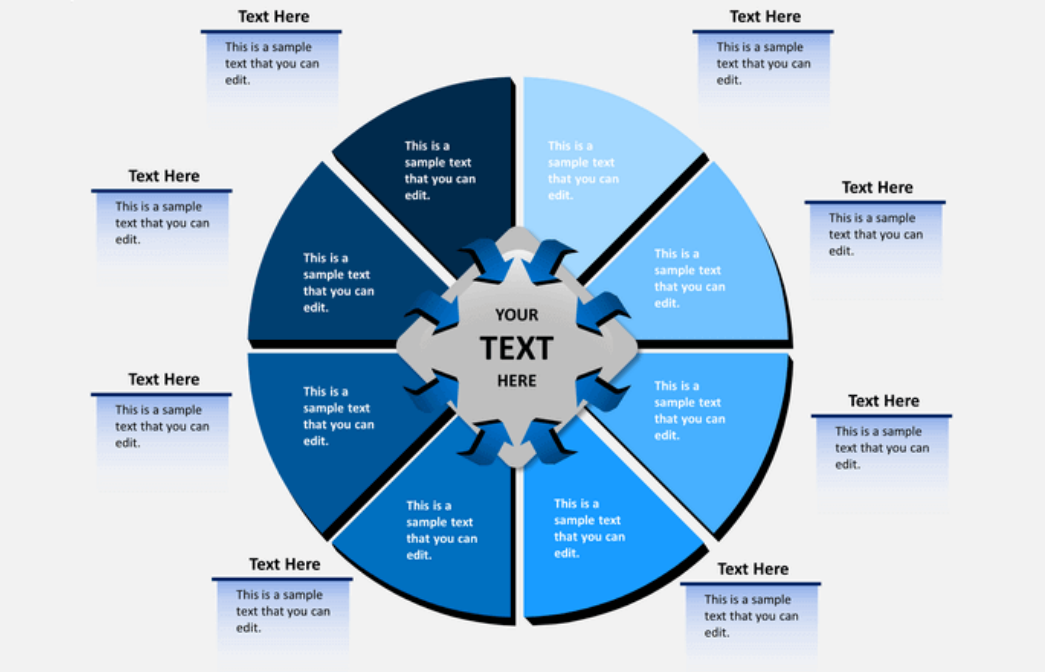 Text Here
This is a sample
text that you can
edit.
Text Here
This is a sample
text that you can
edit.
This is a
sample text
that you can
edit.
This is a
sample text
that you can
edit.
Text Here
This is a sample
text that you can
edit.
Text Here
This is a sample
text that you can
edit.
This is a
sample text
that you can
edit.
This is a
sample text
that you can
edit.
YOUR
TEXT
HERE
Text Here
This is a sample
text that you can
edit.
This is a
sample text
that you can
edit.
This is a
sample text
that you can
edit.
Text Here
This is a sample
text that you can
edit.
This is a
sample text
that you can
edit.
This is a
sample text
that you can
edit.
Text Here
This is a sample
text that you can
edit.
Text Here
This is a sample
text that you can
edit.